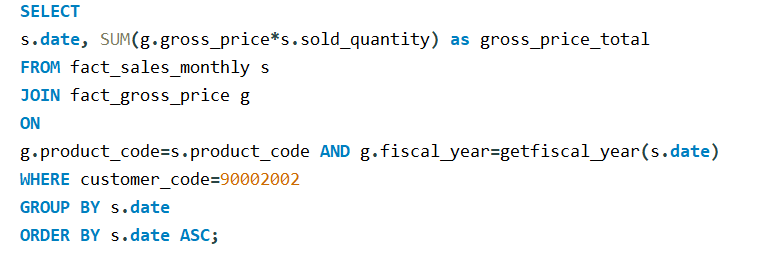 SELECT
s.date, SUM(g.gross_price*s.sold_quantity) as gross_price_total
FROM fact_sales_monthly s
JOIN fact_gross_price g
ON
g.product_code=s.product_code AND g.fiscal_year=getfiscal_year(s.date)
WHERE customer_code=90002002
GROUP BY s.date
ORDER BY s.date ASC;